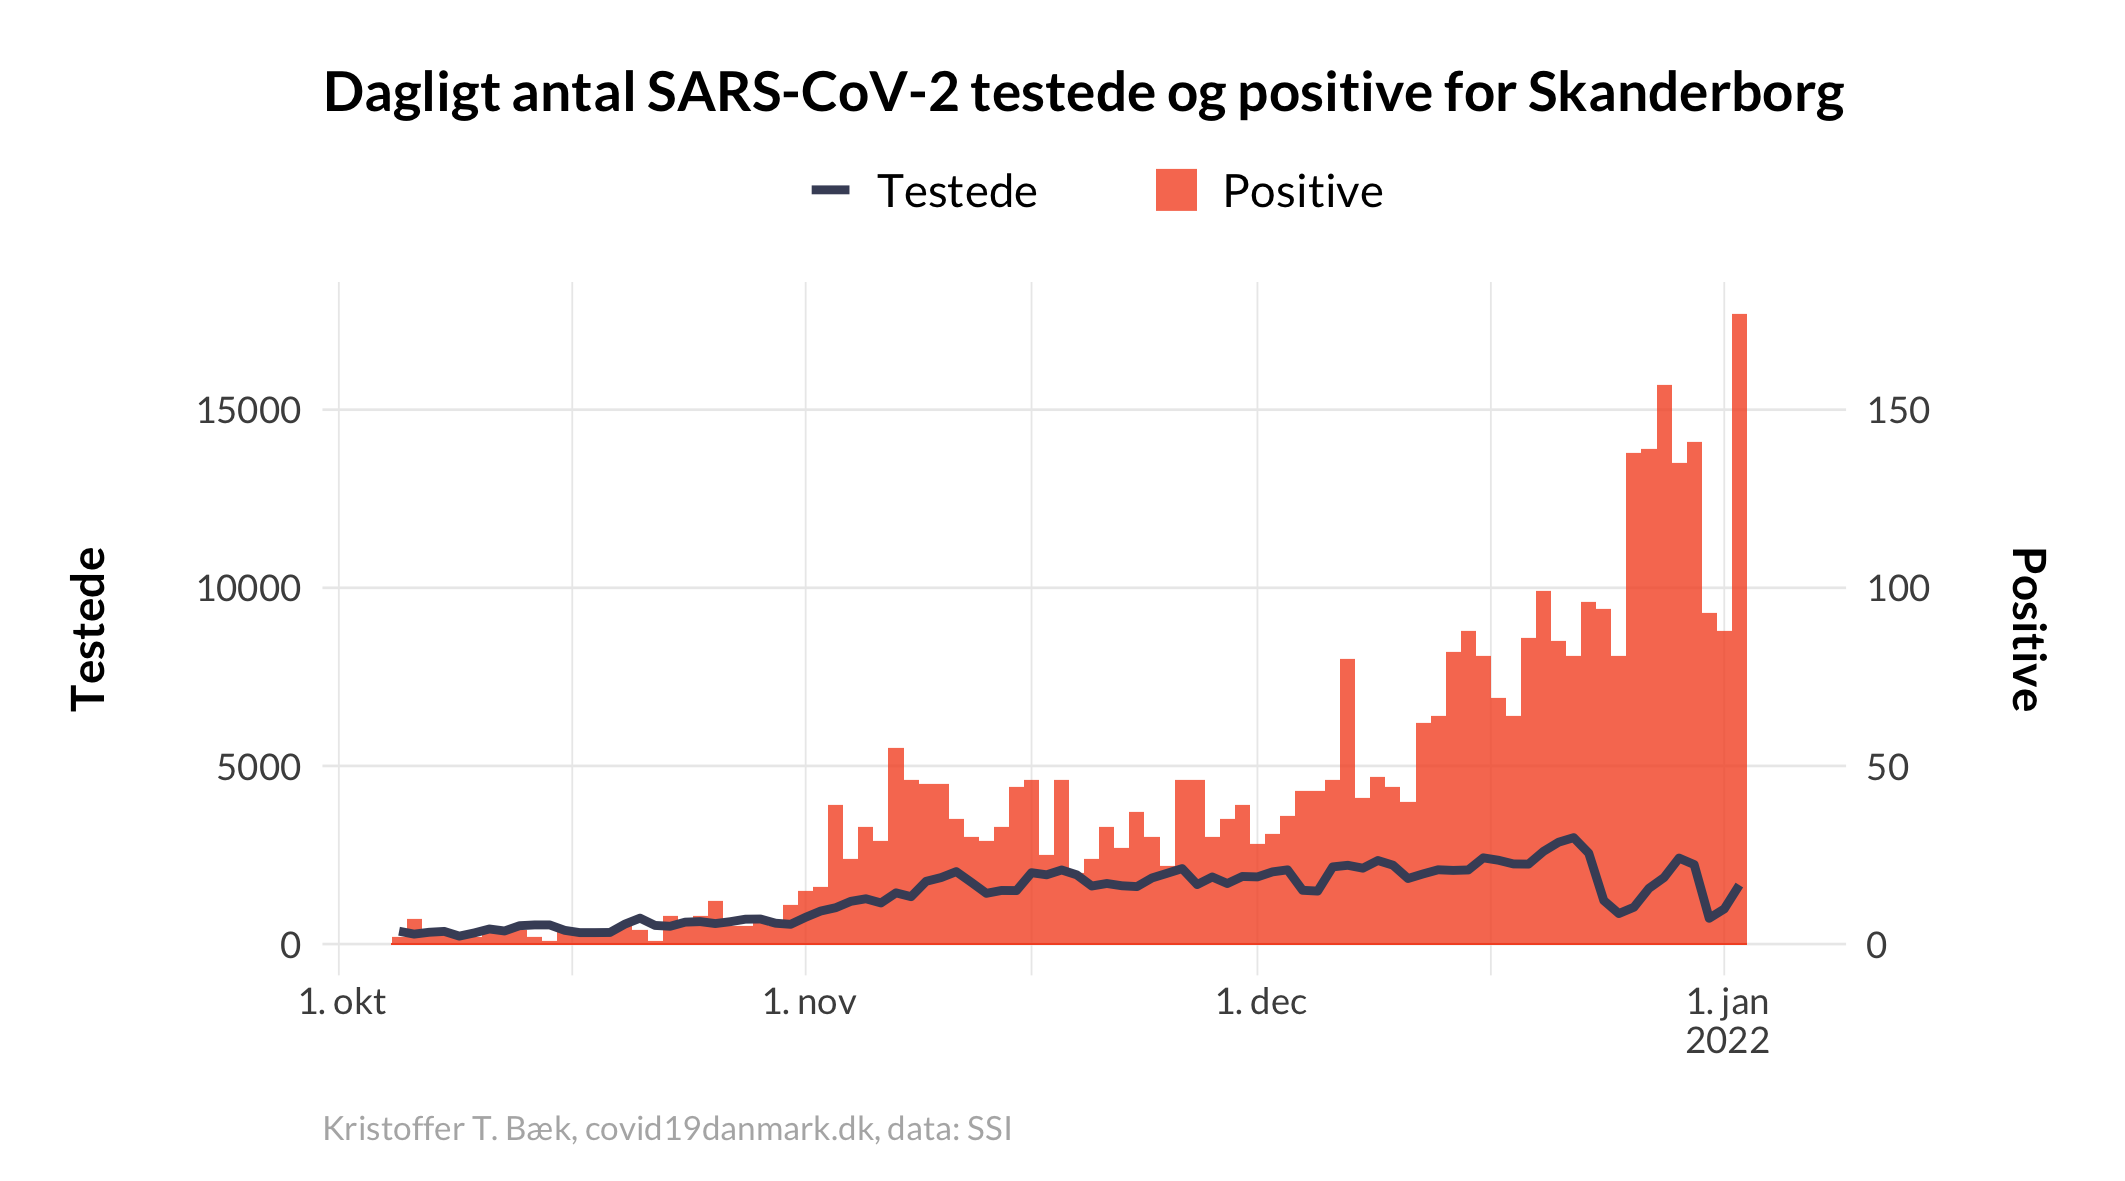 Dagligt antal SARS-CoV-2 testede og positive for Skanderborg
Testede
Positive
Testede
15000
10000
5000
0
150
100
50
0
Positive
1. okt
1. nov
1. dec
1. jan
2022
Kristoffer T. Bæk, covid19danmark.dk, data: SSI